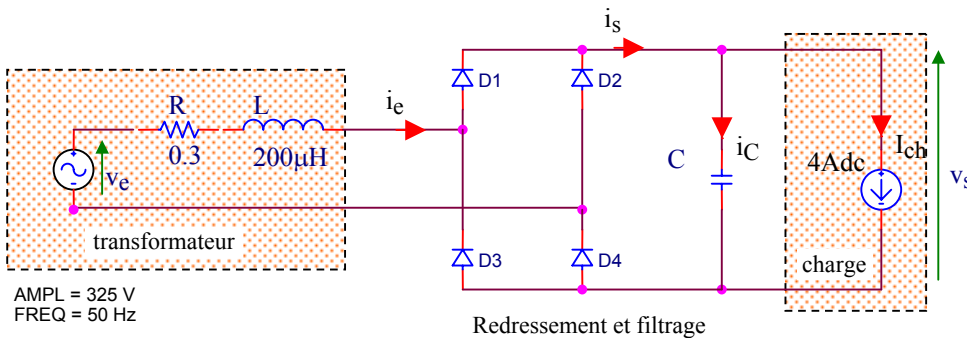 i_s
D1
D2
R
L
i_e
0.3
200µH
C
i_C
4Adc
I_ch
v_e
v_s
transformateur
D3
D4
charge
AMPL = 325 V
FREQ = 50 Hz
Redressement et filtrage